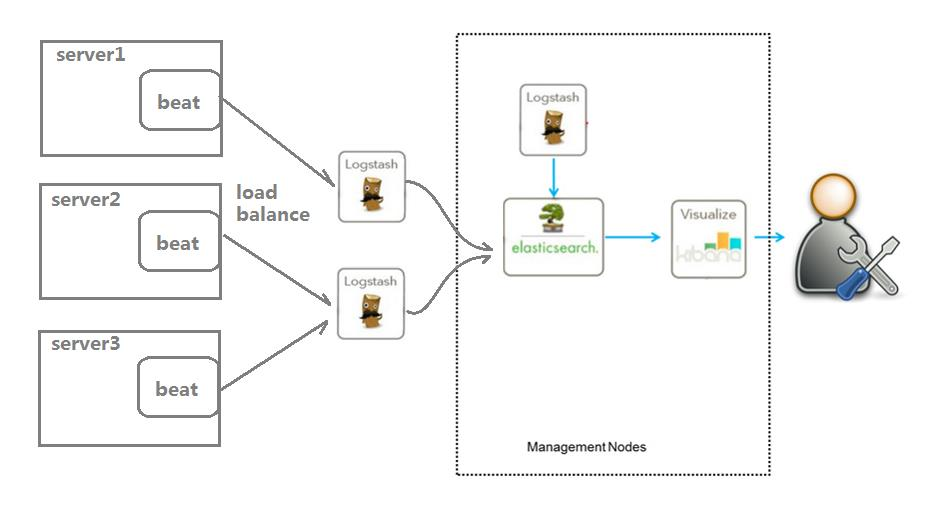 server1
beat
server2
beat
load
balance
server3
beat
Logstash
Logstash
Logstash
elasticsearch.
Visualize
kibana
Management Nodes